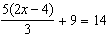 5(2x − 4)/3 + 9 = 14